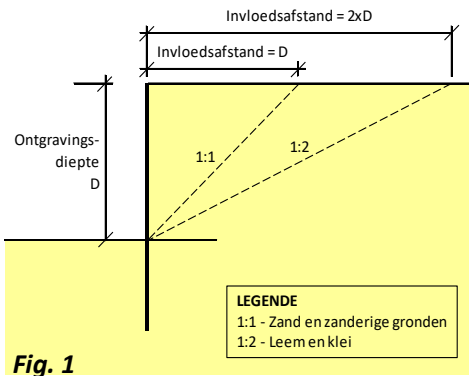 Invloedsafstand = 2xD
Invloedsafstand = D
Ontgravings-
diepte
D
1:1
1:2
LEGENDE
1:1 - Zand en zanderige gronden
1:2 - Leem en klei
Fig. 1